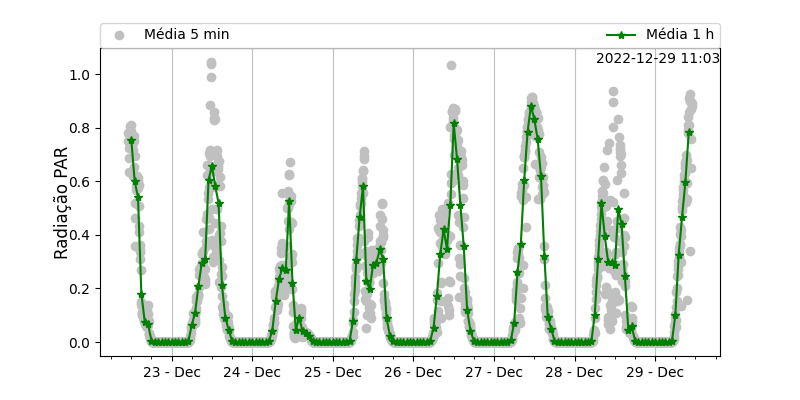 Média 5 min
Média 1 h
2022-12-29 11:03
Radiação PAR
1.0
0.8
0.6
0.4
0.2
0.0
23 - Dec
24 - Dec
25 - Dec
26 - Dec
27 - Dec
28 - Dec
29 - Dec